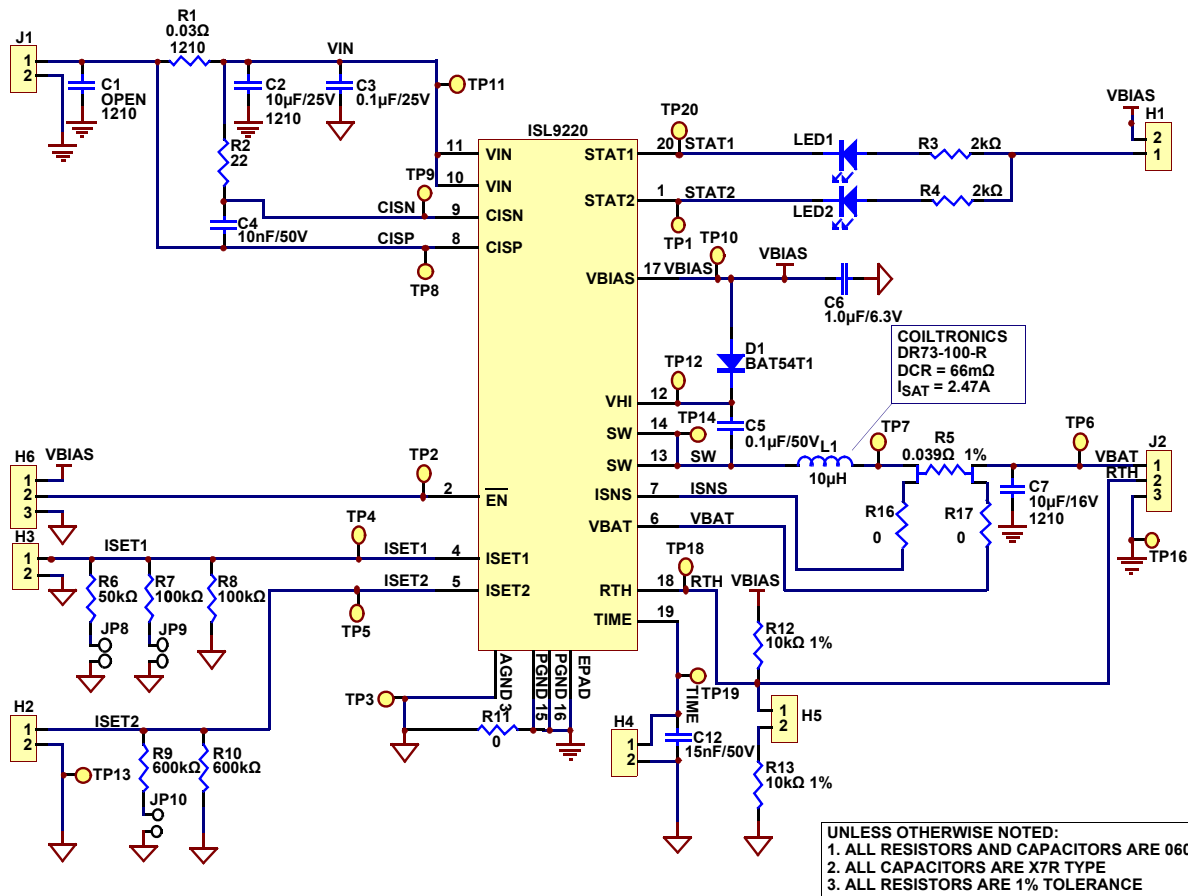 J1
1
2
R1
0.03Ω
1210
VIN
C1
OPEN
1210
C2
10µF/25V
1210
C3
0.1µF/25V
TP11
R2
22
C4
10nF/50V
TP9
CISN
CISP
TP8
ISL9220
11 VIN
10 VIN
9 CISN
8 CISP
STAT1 20 STAT1
TP20
LED1
R3 2kΩ
VBIAS
H1
2
1
STAT2 1 STAT2
TP1
LED2
R4 2kΩ
TP10
VBIAS 17 VBIAS
VBIAS
C6
1.0µF/6.3V
D1
BAT54T1
COILTRONICS
DR73-100-R
DCR = 66mΩ
ISAT = 2.47A
TP12
VHI 12
SW 14
TP14
C5
0.1µF/50V
SW 13 SW
L1
10µH
TP7
R5
0.039Ω 1%
TP6
J2
VBAT 1
RTH 2
3
C7
10µF/16V
1210
TP16
ISNS 7 ISNS
R16
0
R17
0
VBAT 6 VBAT
H6
VBIAS
1
2
3
TP2
2 EN
H3
1
2
ISET1
TP4
ISET1
4 ISET1
R6
50kΩ
R7
100kΩ
R8
100kΩ
JP8
JP9
ISET2
5 ISET2
TP5
TP18
RTH 18 RTH
TIME 19
VBIAS
R12
10kΩ 1%
TP19
TIME
H4
1
2
C12
15nF/50V
H5
1
2
R13
10kΩ 1%
AGND 3
PGND 15
PGND 16
EPAD
TP3
R11
0
H2
1
2
ISET2
TP13
R9
600kΩ
R10
600kΩ
JP10
UNLESS OTHERWISE NOTED:
1. ALL RESISTORS AND CAPACITORS ARE 060
2. ALL CAPACITORS ARE X7R TYPE
3. ALL RESISTORS ARE 1% TOLERANCE